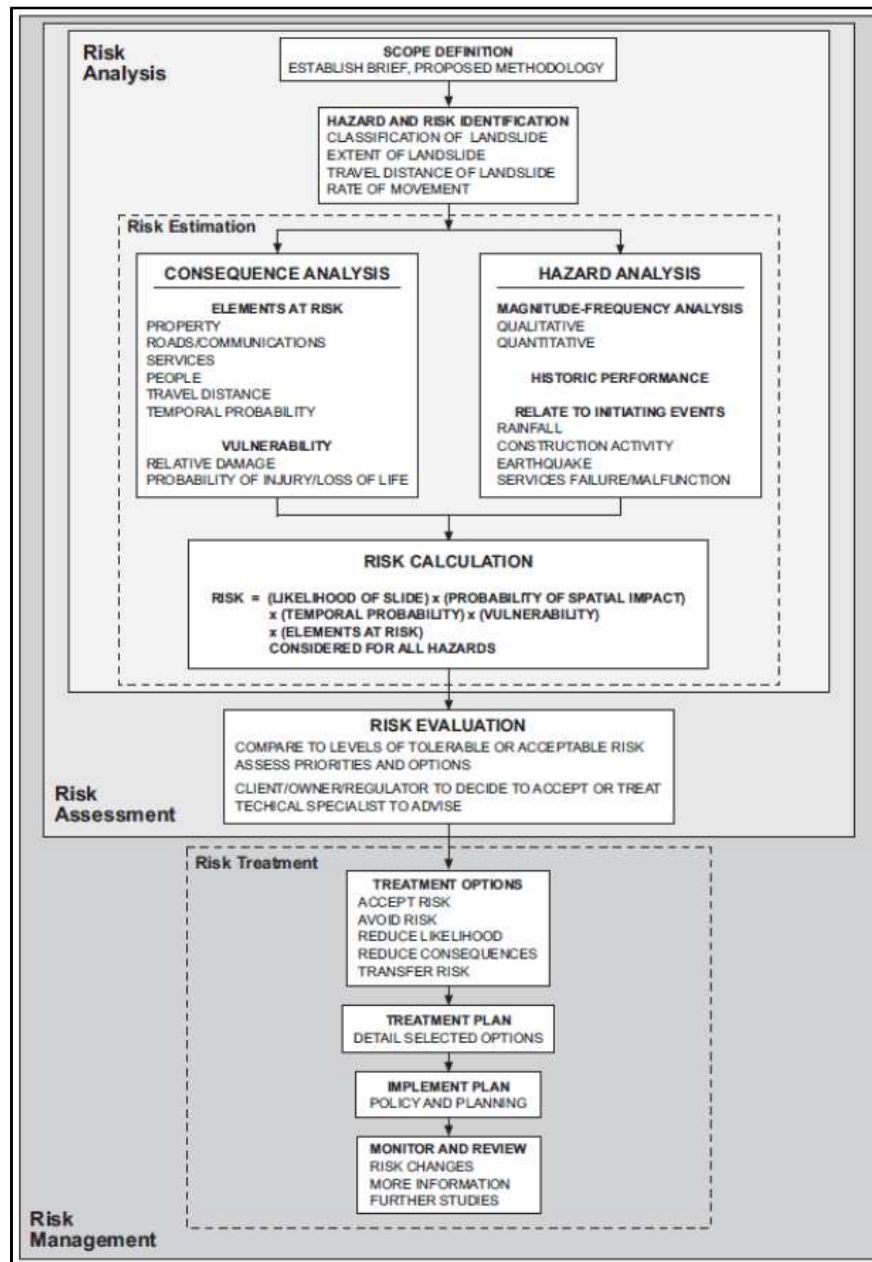 Risk
Analysis
SCOPE DEFINITION
ESTABLISH BRIEF, PROPOSED METHODOLOGY
HAZARD AND RISK IDENTIFICATION
CLASSIFICATION OF LANDSLIDE
EXTENT OF LANDSLIDE
TRAVEL DISTANCE OF LANDSLIDE
RATE OF MOVEMENT
Risk Estimation
CONSEQUENCE ANALYSIS
ELEMENTS AT RISK
PROPERTY
ROADS/COMMUNICATIONS
SERVICES
PEOPLE
TRAVEL DISTANCE
TEMPORAL PROBABILITY
VULNERABILITY
RELATIVE DAMAGE
PROBABILITY OF INJURY/LOSS OF LIFE
HAZARD ANALYSIS
MAGNITUDE-FREQUENCY ANALYSIS
QUALITATIVE
QUANTITATIVE
HISTORIC PERFORMANCE
RELATE TO INITIATING EVENTS
RAINFALL
CONSTRUCTION ACTIVITY
EARTHQUAKE
SERVICES FAILURE/MALFUNCTION
RISK CALCULATION
RISK = (LIKELIHOOD OF SLIDE) x (PROBABILITY OF SPATIAL IMPACT)
x (TEMPORAL PROBABILITY) x (VULNERABILITY)
x (ELEMENTS AT RISK)
CONSIDERED FOR ALL HAZARDS
RISK EVALUATION
COMPARE TO LEVELS OF TOLERABLE OR ACCEPTABLE RISK
ASSESS PRIORITIES AND OPTIONS
CLIENT/OWNER/REGULATOR TO DECIDE TO ACCEPT OR TREAT
TECHICAL SPECIALIST TO ADVISE
Risk
Assessment
Risk Treatment
TREATMENT OPTIONS
ACCEPT RISK
AVOID RISK
REDUCE LIKELIHOOD
REDUCE CONSEQUENCES
TRANSFER RISK
TREATMENT PLAN
DETAIL SELECTED OPTIONS
IMPLEMENT PLAN
POLICY AND PLANNING
MONITOR AND REVIEW
RISK CHANGES
MORE INFORMATION
FURTHER STUDIES
Risk
Management